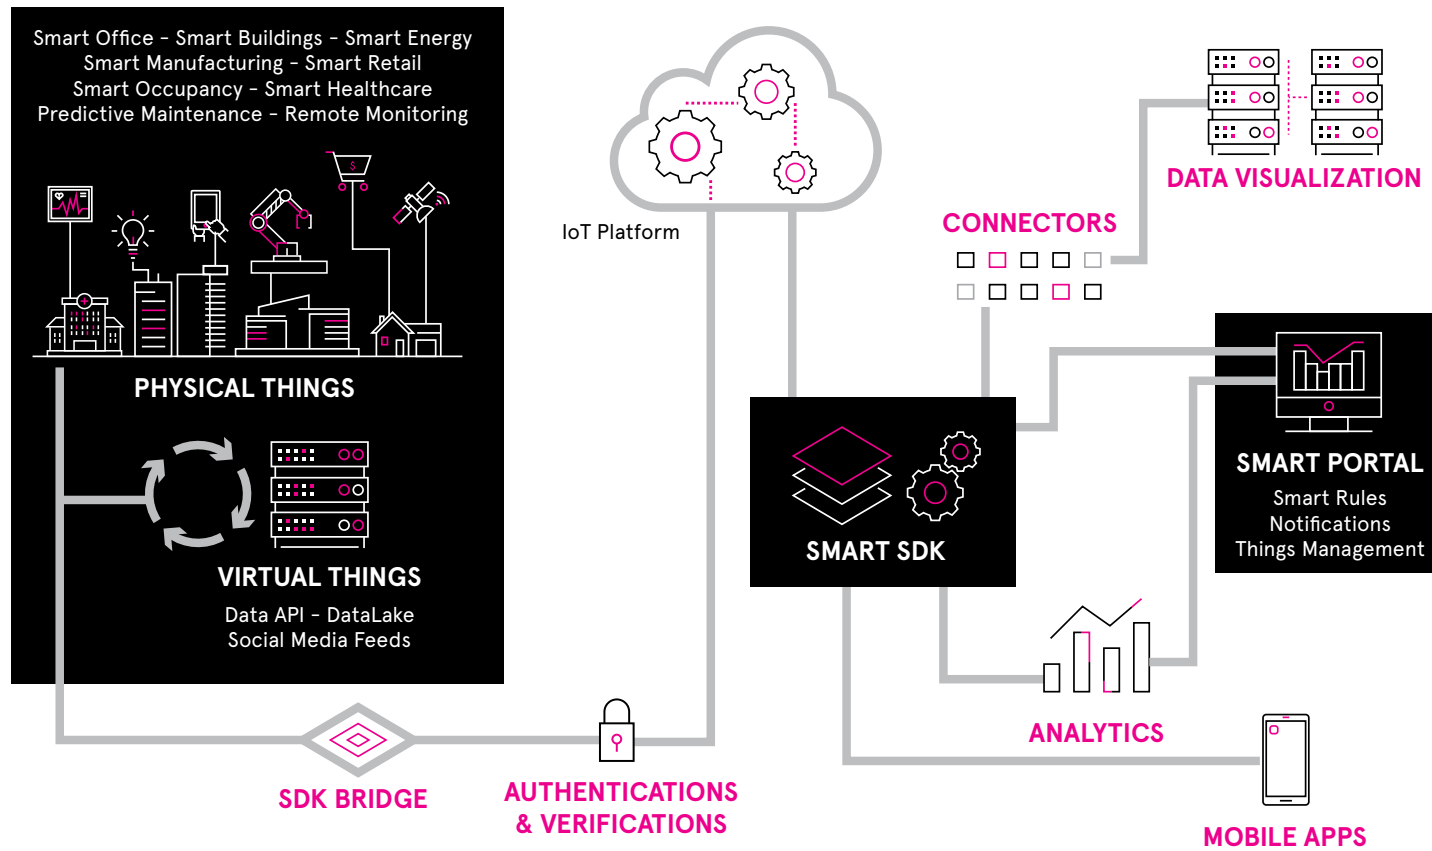 Smart Office - Smart Buildings - Smart Energy
Smart Manufacturing - Smart Retail
Smart Occupancy - Smart Healthcare
Predictive Maintenance - Remote Monitoring
$
PHYSICAL THINGS
VIRTUAL THINGS
Data API - DataLake
Social Media Feeds
SDK BRIDGE
AUTHENTICATIONS
& VERIFICATIONS
IoT Platform
SMART SDK
CONNECTORS
DATA VISUALIZATION
SMART PORTAL
Smart Rules
Notifications
Things Management
ANALYTICS
MOBILE APPS